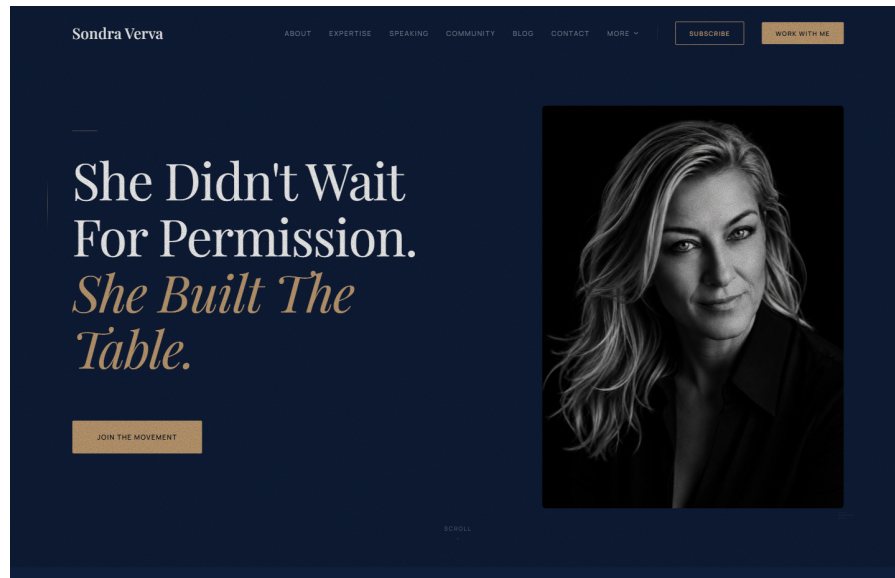 Sondra Verva
ABOUT EXPERTISE SPEAKING COMMUNITY BLOG CONTACT MORE SUBSCRIBE WORK WITH ME
She Didn't Wait
For Permission.
She Built The
Table.
JOIN THE MOVEMENT
SCROLL